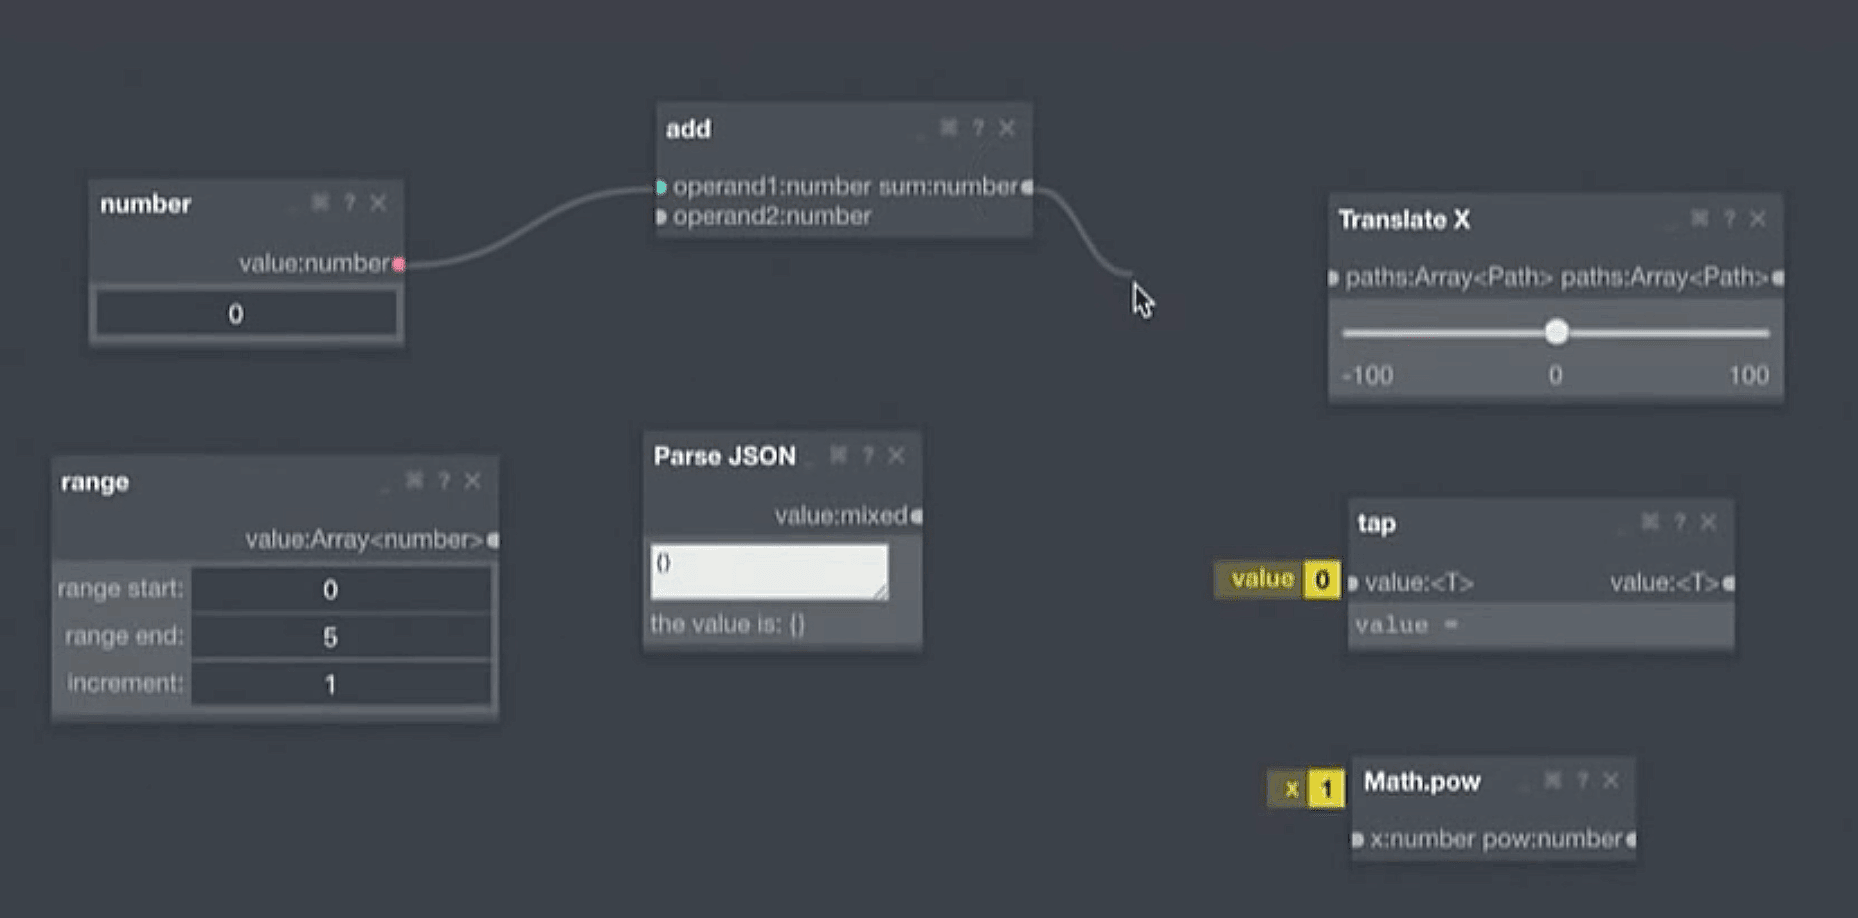 add
⌘ ? ×
operand1:number sum:number
operand2:number
number
⌘ ? ×
value:number
0
Translate X
⌘ ? ×
paths:Array<Path> paths:Array<Path>
-100 0 100
range
_ ⌘ ? ×
value:Array<number>
range start: 0
range end: 5
increment: 1
Parse JSON
⌘ ? ×
value:mixed
{}
the value is: {}
tap
⌘ ? ×
value 0
value:<T> value:<T>
value =
x 1
Math.pow
⌘ ? ×
x:number pow:number